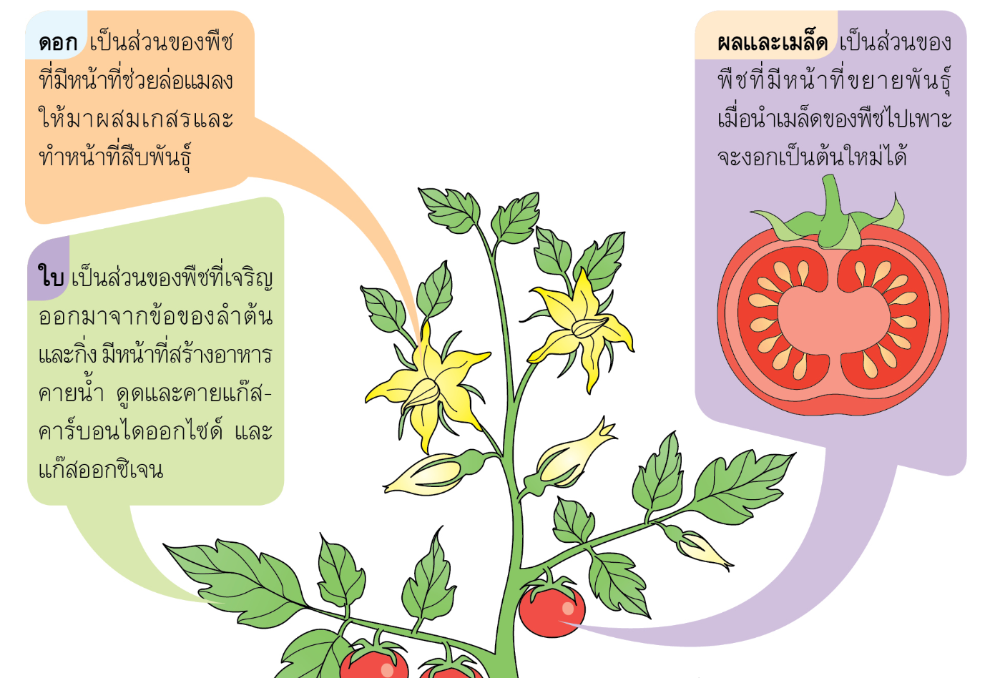 ดอก เป็นส่วนของพืช
ที่มีหน้าที่ช่วยล่อแมลง
ให้มาผสมเกสรและ
ทำหน้าที่สืบพันธุ์
ใบ เป็นส่วนของพืชที่เจริญ
ออกมาจากข้อของลำต้น
และกิ่ง มีหน้าที่สร้างอาหาร
คายน้ำ ดูดและคายแก๊ส-
คาร์บอนไดออกไซด์ และ
แก๊สออกซิเจน
ผลและเมล็ด เป็นส่วนของ
พืชที่มีหน้าที่ขยายพันธุ์
เมื่อนำเมล็ดของพืชไปเพาะ
จะงอกเป็นต้นใหม่ได้